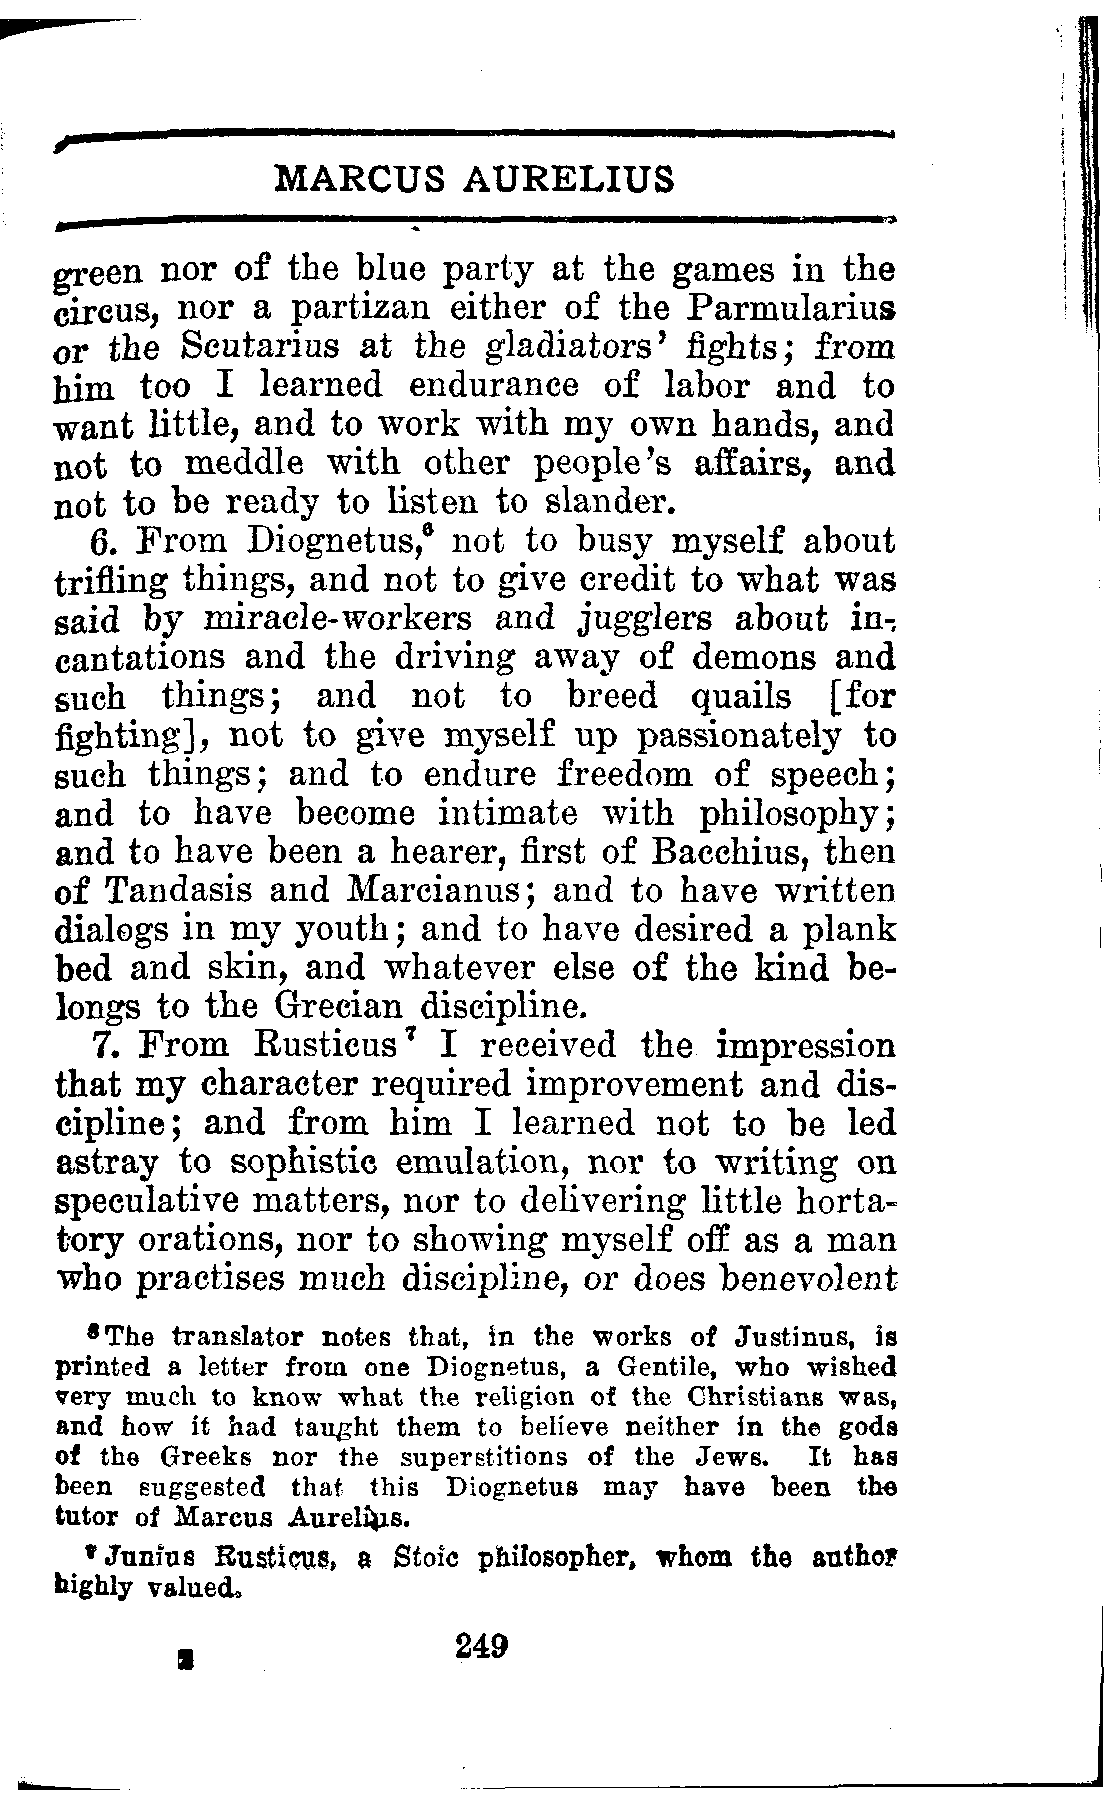 MARCUS AURELIUS
green nor of the blue party at the games in the
circus, nor a partizan either of the Parmularius
or the Scutarius at the gladiators' fights; from
him too I learned endurance of labor and to
want little, and to work with my own hands, and
not to meddle with other people's affairs, and
not to be ready to listen to slander.
6. From Diognetus,⁶ not to busy myself about
trifling things, and not to give credit to what was
said by miracle-workers and jugglers about in-
cantations and the driving away of demons and
such things; and not to breed quails [for
fighting], not to give myself up passionately to
such things; and to endure freedom of speech;
and to have become intimate with philosophy;
and to have been a hearer, first of Bacchius, then
of Tandasis and Marcianus; and to have written
dialogs in my youth; and to have desired a plank
bed and skin, and whatever else of the kind be-
longs to the Grecian discipline.
7. From Rusticus⁷ I received the impression
that my character required improvement and dis-
cipline; and from him I learned not to be led
astray to sophistic emulation, nor to writing on
speculative matters, nor to delivering little horta-
tory orations, nor to showing myself off as a man
who practises much discipline, or does benevolent
⁶ The translator notes that, in the works of Justinus, is
printed a letter from one Diognetus, a Gentile, who wished
very much to know what the religion of the Christians was,
and how it had taught them to believe neither in the gods
of the Greeks nor the superstitions of the Jews. It has
been suggested that this Diognetus may have been the
tutor of Marcus Aurelius.
⁷ Junius Rusticus, a Stoic philosopher, whom the author
highly valued.
249